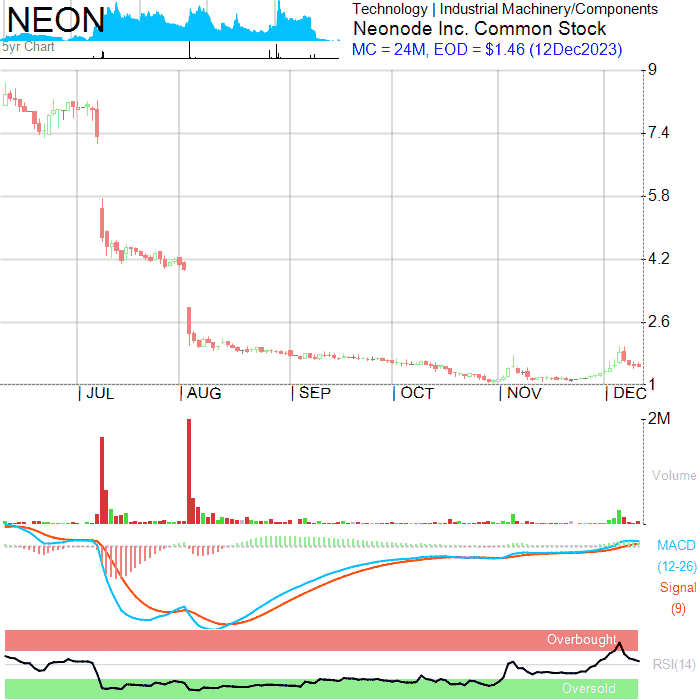 NEON
5yr Chart
Technology | Industrial Machinery/Components
Neonode Inc. Common Stock
MC = 24M, EOD = $1.46 (12Dec2023)
9
7.4
5.8
4.2
2.6
1
JUL AUG SEP OCT NOV DEC
2M
Volume
MACD
(12-26)
Signal
(9)
Overbought
RSI(14)
Oversold